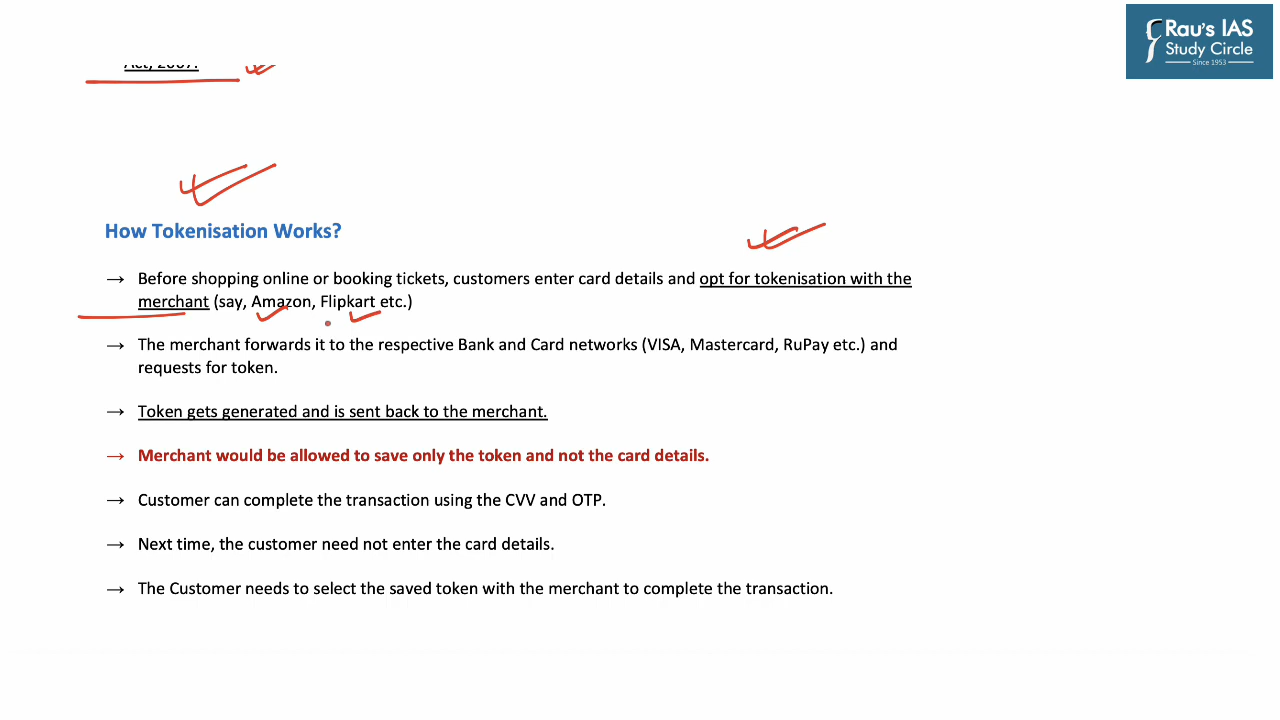 Rau's IAS
Study Circle
Since 1953
Act, 2007.
How Tokenisation Works?
→ Before shopping online or booking tickets, customers enter card details and opt for tokenisation with the
merchant (say, Amazon, Flipkart etc.)
→ The merchant forwards it to the respective Bank and Card networks (VISA, Mastercard, RuPay etc.) and
requests for token.
→ Token gets generated and is sent back to the merchant.
→ Merchant would be allowed to save only the token and not the card details.
→ Customer can complete the transaction using the CVV and OTP.
→ Next time, the customer need not enter the card details.
→ The Customer needs to select the saved token with the merchant to complete the transaction.